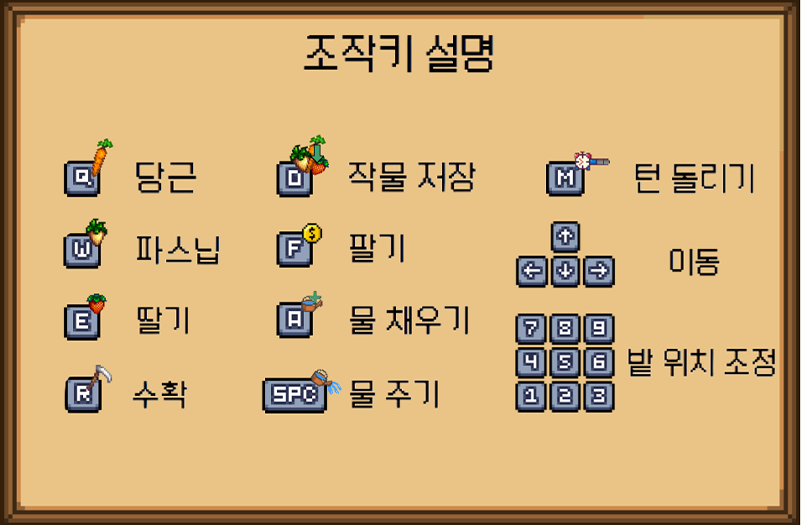 조작키 설명
Q 당근
D 작물 저장
M 턴 돌리기
W 파스닙
F $ 팔기
↑
← ↓ → 이동
E 딸기
A 물 채우기
7 8 9
4 5 6 밭 위치 조정
1 2 3
R 수확
SPC 물 주기